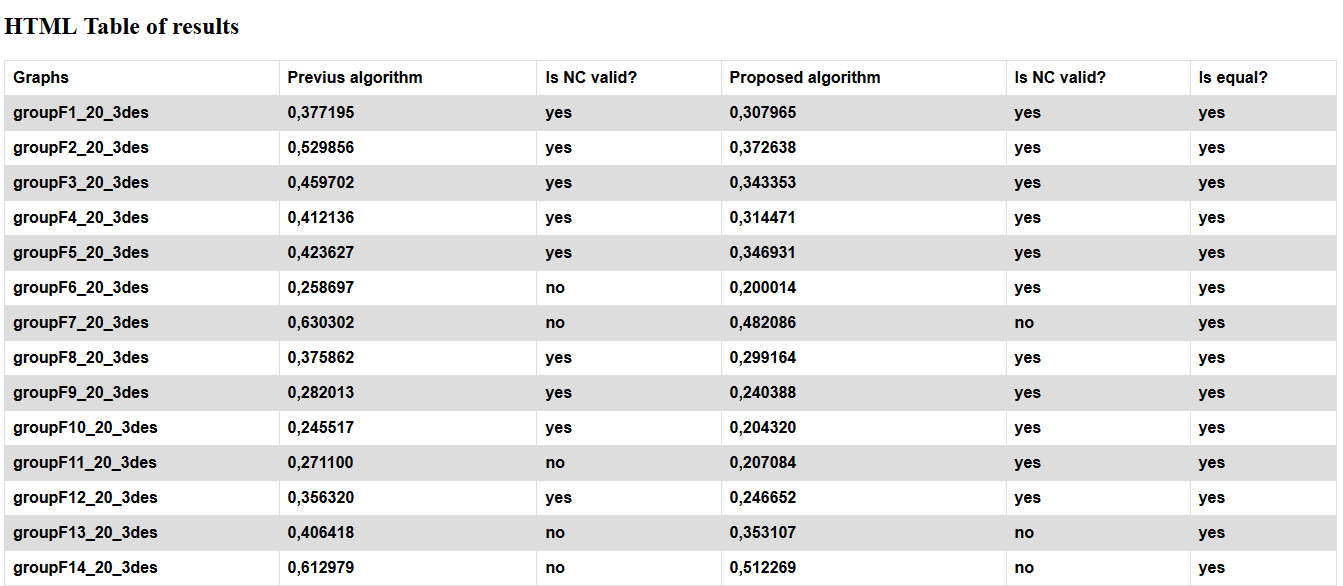 HTML Table of results
Graphs Previus algorithm Is NC valid? Proposed algorithm Is NC valid? Is equal?
groupF1_20_3des 0,377195 yes 0,307965 yes yes
groupF2_20_3des 0,529856 yes 0,372638 yes yes
groupF3_20_3des 0,459702 yes 0,343353 yes yes
groupF4_20_3des 0,412136 yes 0,314471 yes yes
groupF5_20_3des 0,423627 yes 0,346931 yes yes
groupF6_20_3des 0,258697 no 0,200014 yes yes
groupF7_20_3des 0,630302 no 0,482086 no yes
groupF8_20_3des 0,375862 yes 0,299164 yes yes
groupF9_20_3des 0,282013 yes 0,240388 yes yes
groupF10_20_3des 0,245517 yes 0,204320 yes yes
groupF11_20_3des 0,271100 no 0,207084 yes yes
groupF12_20_3des 0,356320 yes 0,246652 yes yes
groupF13_20_3des 0,406418 no 0,353107 no yes
groupF14_20_3des 0,612979 no 0,512269 no yes